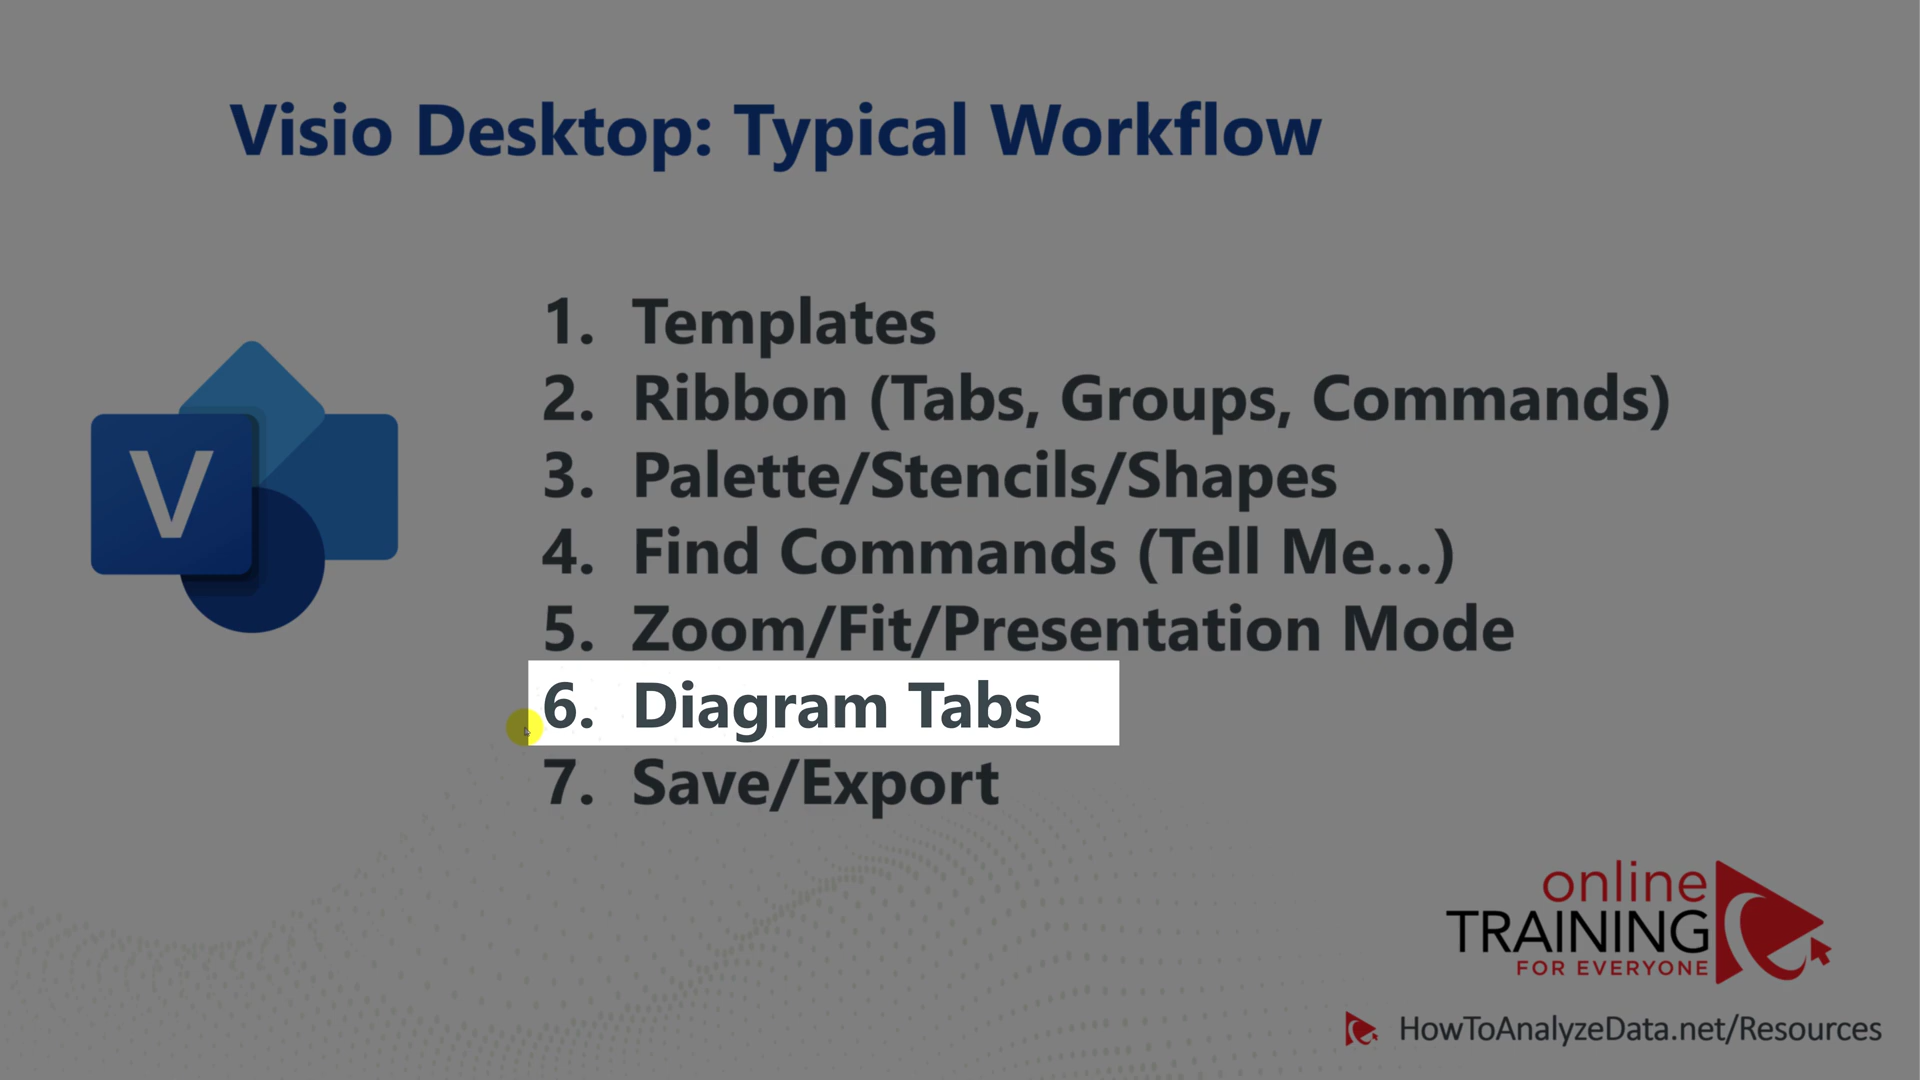 Visio Desktop: Typical Workflow
1. Templates
2. Ribbon (Tabs, Groups, Commands)
3. Palette/Stencils/Shapes
4. Find Commands (Tell Me...)
5. Zoom/Fit/Presentation Mode
6. Diagram Tabs
7. Save/Export
V
online
TRAINING
FOR EVERYONE
HowToAnalyzeData.net/Resources